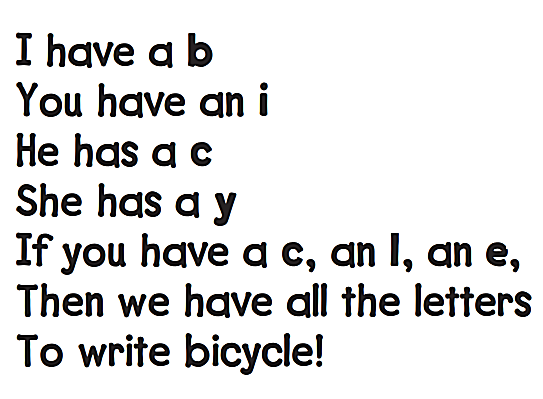 I have a b
You have an i
He has a c
She has a y
If you have a c, an l, an e,
Then we have all the letters
To write bicycle!